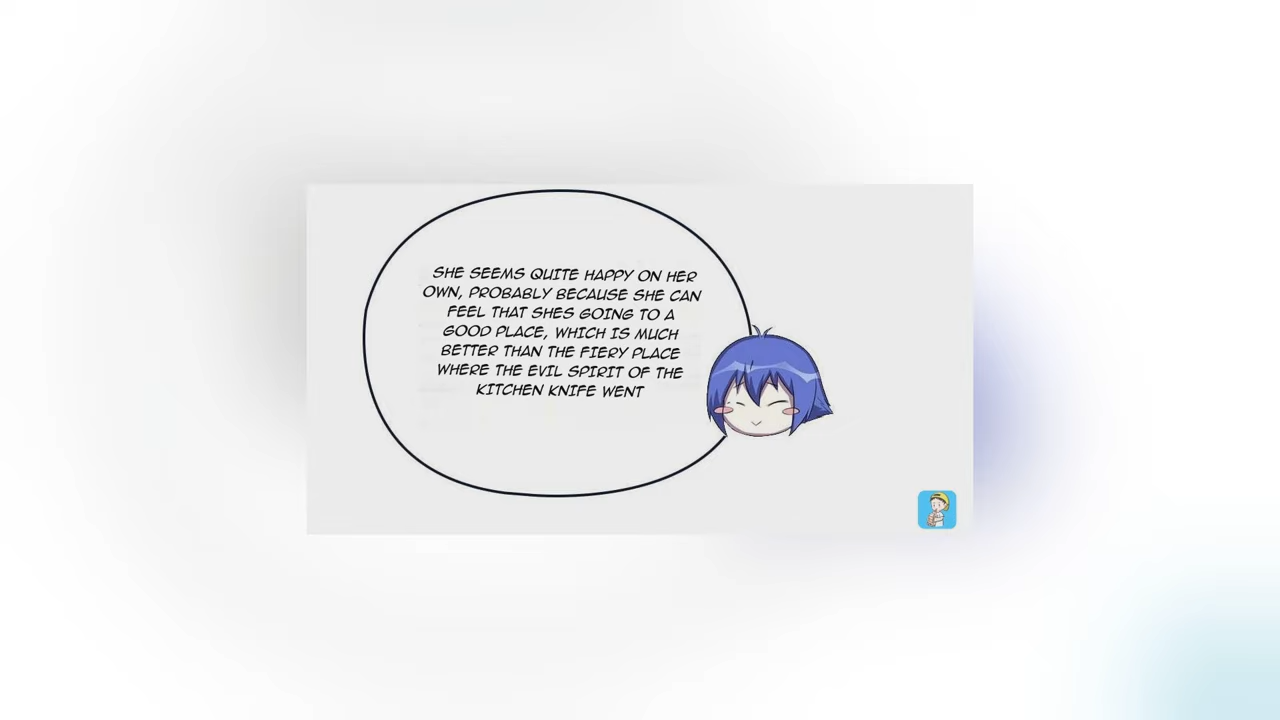 SHE SEEMS QUITE HAPPY ON HER
OWN, PROBABLY BECAUSE SHE CAN
FEEL THAT SHES GOING TO A
GOOD PLACE, WHICH IS MUCH
BETTER THAN THE FIERY PLACE
WHERE THE EVIL SPIRIT OF THE
KITCHEN KNIFE WENT